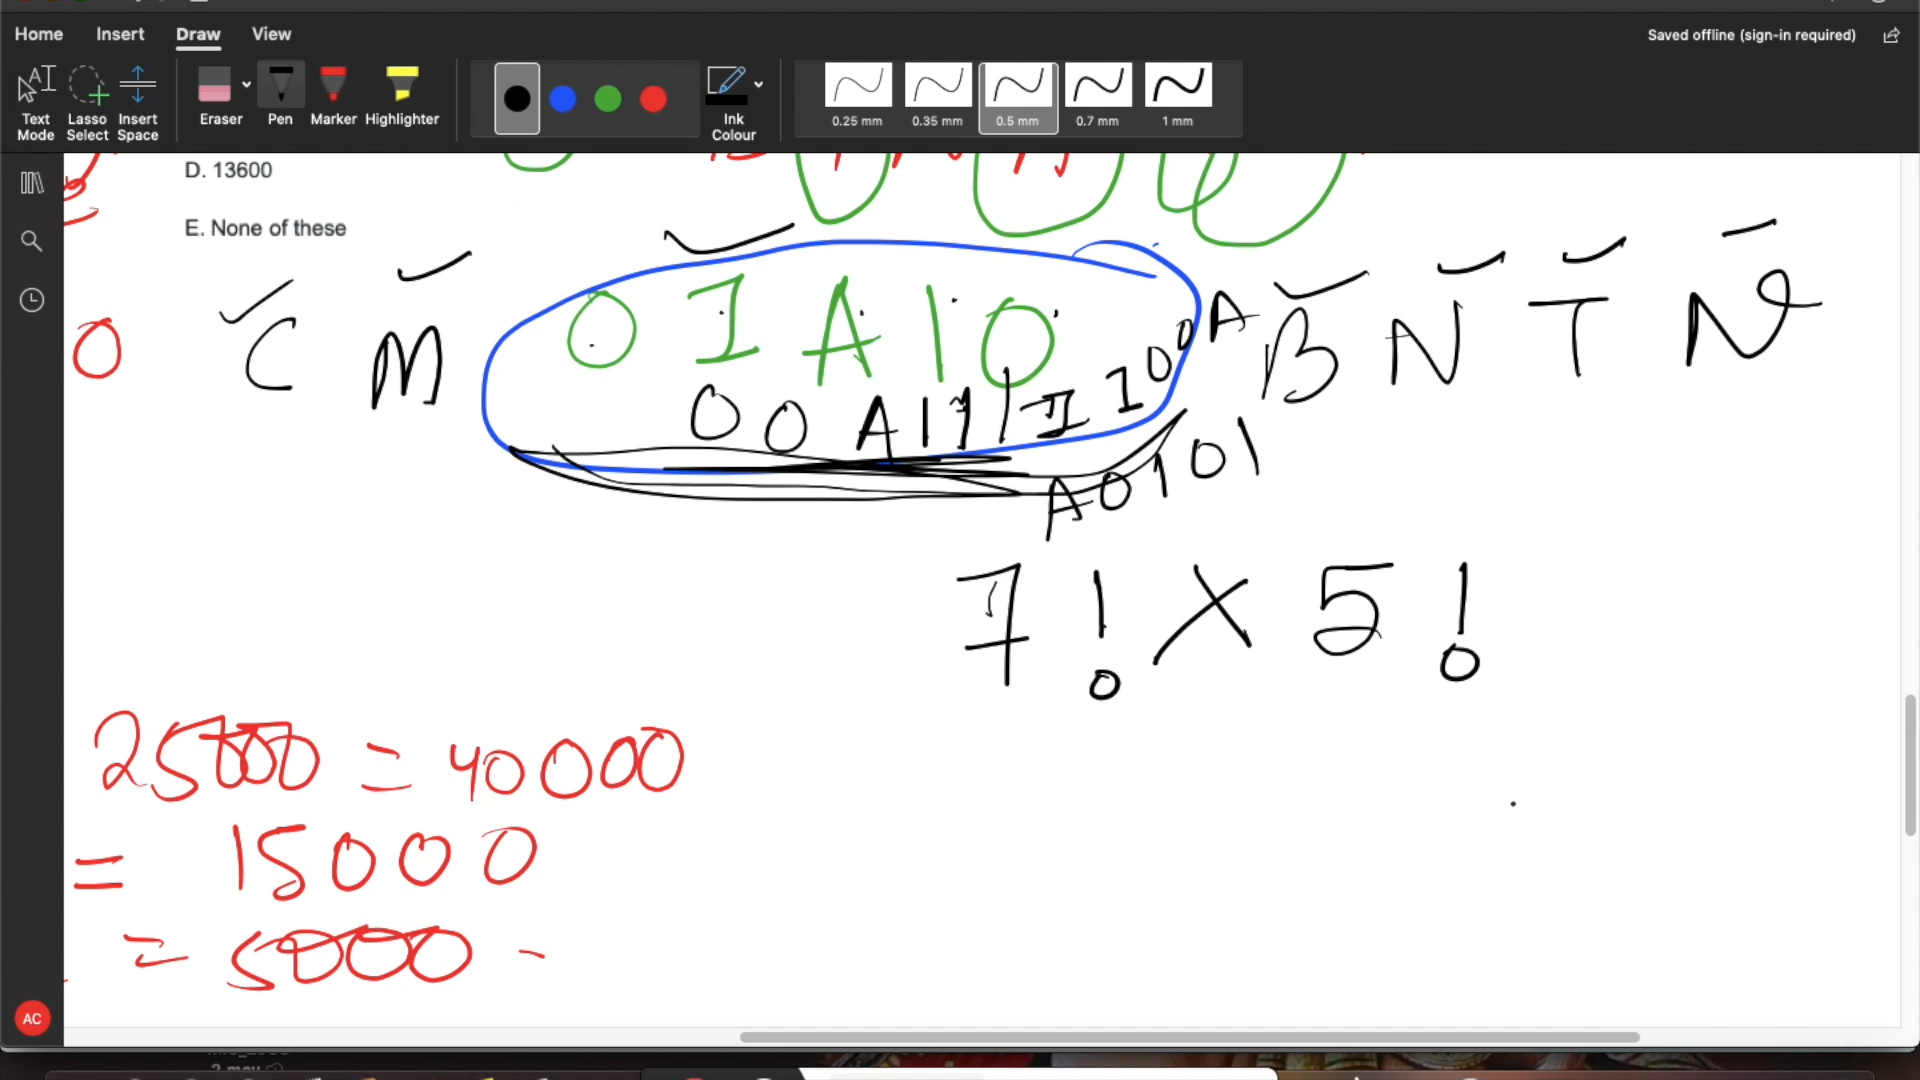 Home Insert Draw View Saved offline (sign-in required)
Text Mode Lasso Select Insert Space Eraser Pen Marker Highlighter Ink Colour 0.25 mm 0.35 mm 0.5 mm 0.7 mm 1 mm
D. 13600
E. None of these
0 C M O I A I O B N T N
O O A I I I I I O O A
A O I O I
7! X 5!
25000 = 40000
= 15000
= 5000 -
AC